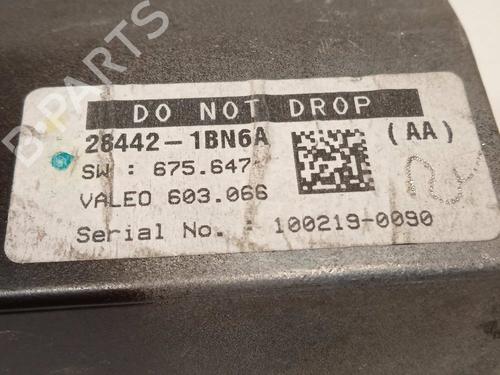 B-PARTS
DO NOT DROP
28442-1BN6A (AA)
SW : 675.647
VALEO 603.066
Serial No. : 100219-0090